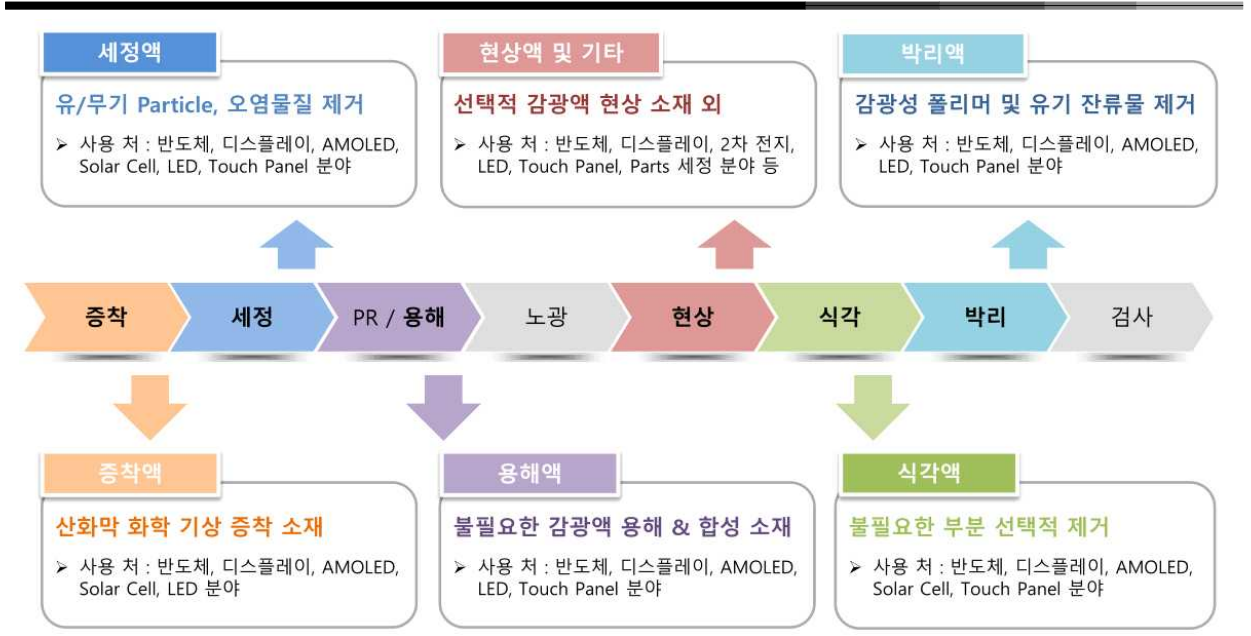 세정액
유/무기 Particle, 오염물질 제거
➢ 사용 처 : 반도체, 디스플레이, AMOLED,
Solar Cell, LED, Touch Panel 분야
현상액 및 기타
선택적 감광액 현상 소재 외
➢ 사용 처 : 반도체, 디스플레이, 2차 전지,
LED, Touch Panel, Parts 세정 분야 등
박리액
감광성 폴리머 및 유기 잔류물 제거
➢ 사용 처 : 반도체, 디스플레이, AMOLED,
LED, Touch Panel 분야
증착
세정
PR / 용해
노광
현상
식각
박리
검사
증착액
산화막 화학 기상 증착 소재
➢ 사용 처 : 반도체, 디스플레이, AMOLED,
Solar Cell, LED 분야
용해액
불필요한 감광액 용해 & 합성 소재
➢ 사용 처 : 반도체, 디스플레이, AMOLED,
LED, Touch Panel 분야
식각액
불필요한 부분 선택적 제거
➢ 사용 처 : 반도체, 디스플레이, AMOLED,
Solar Cell, Touch Panel 분야